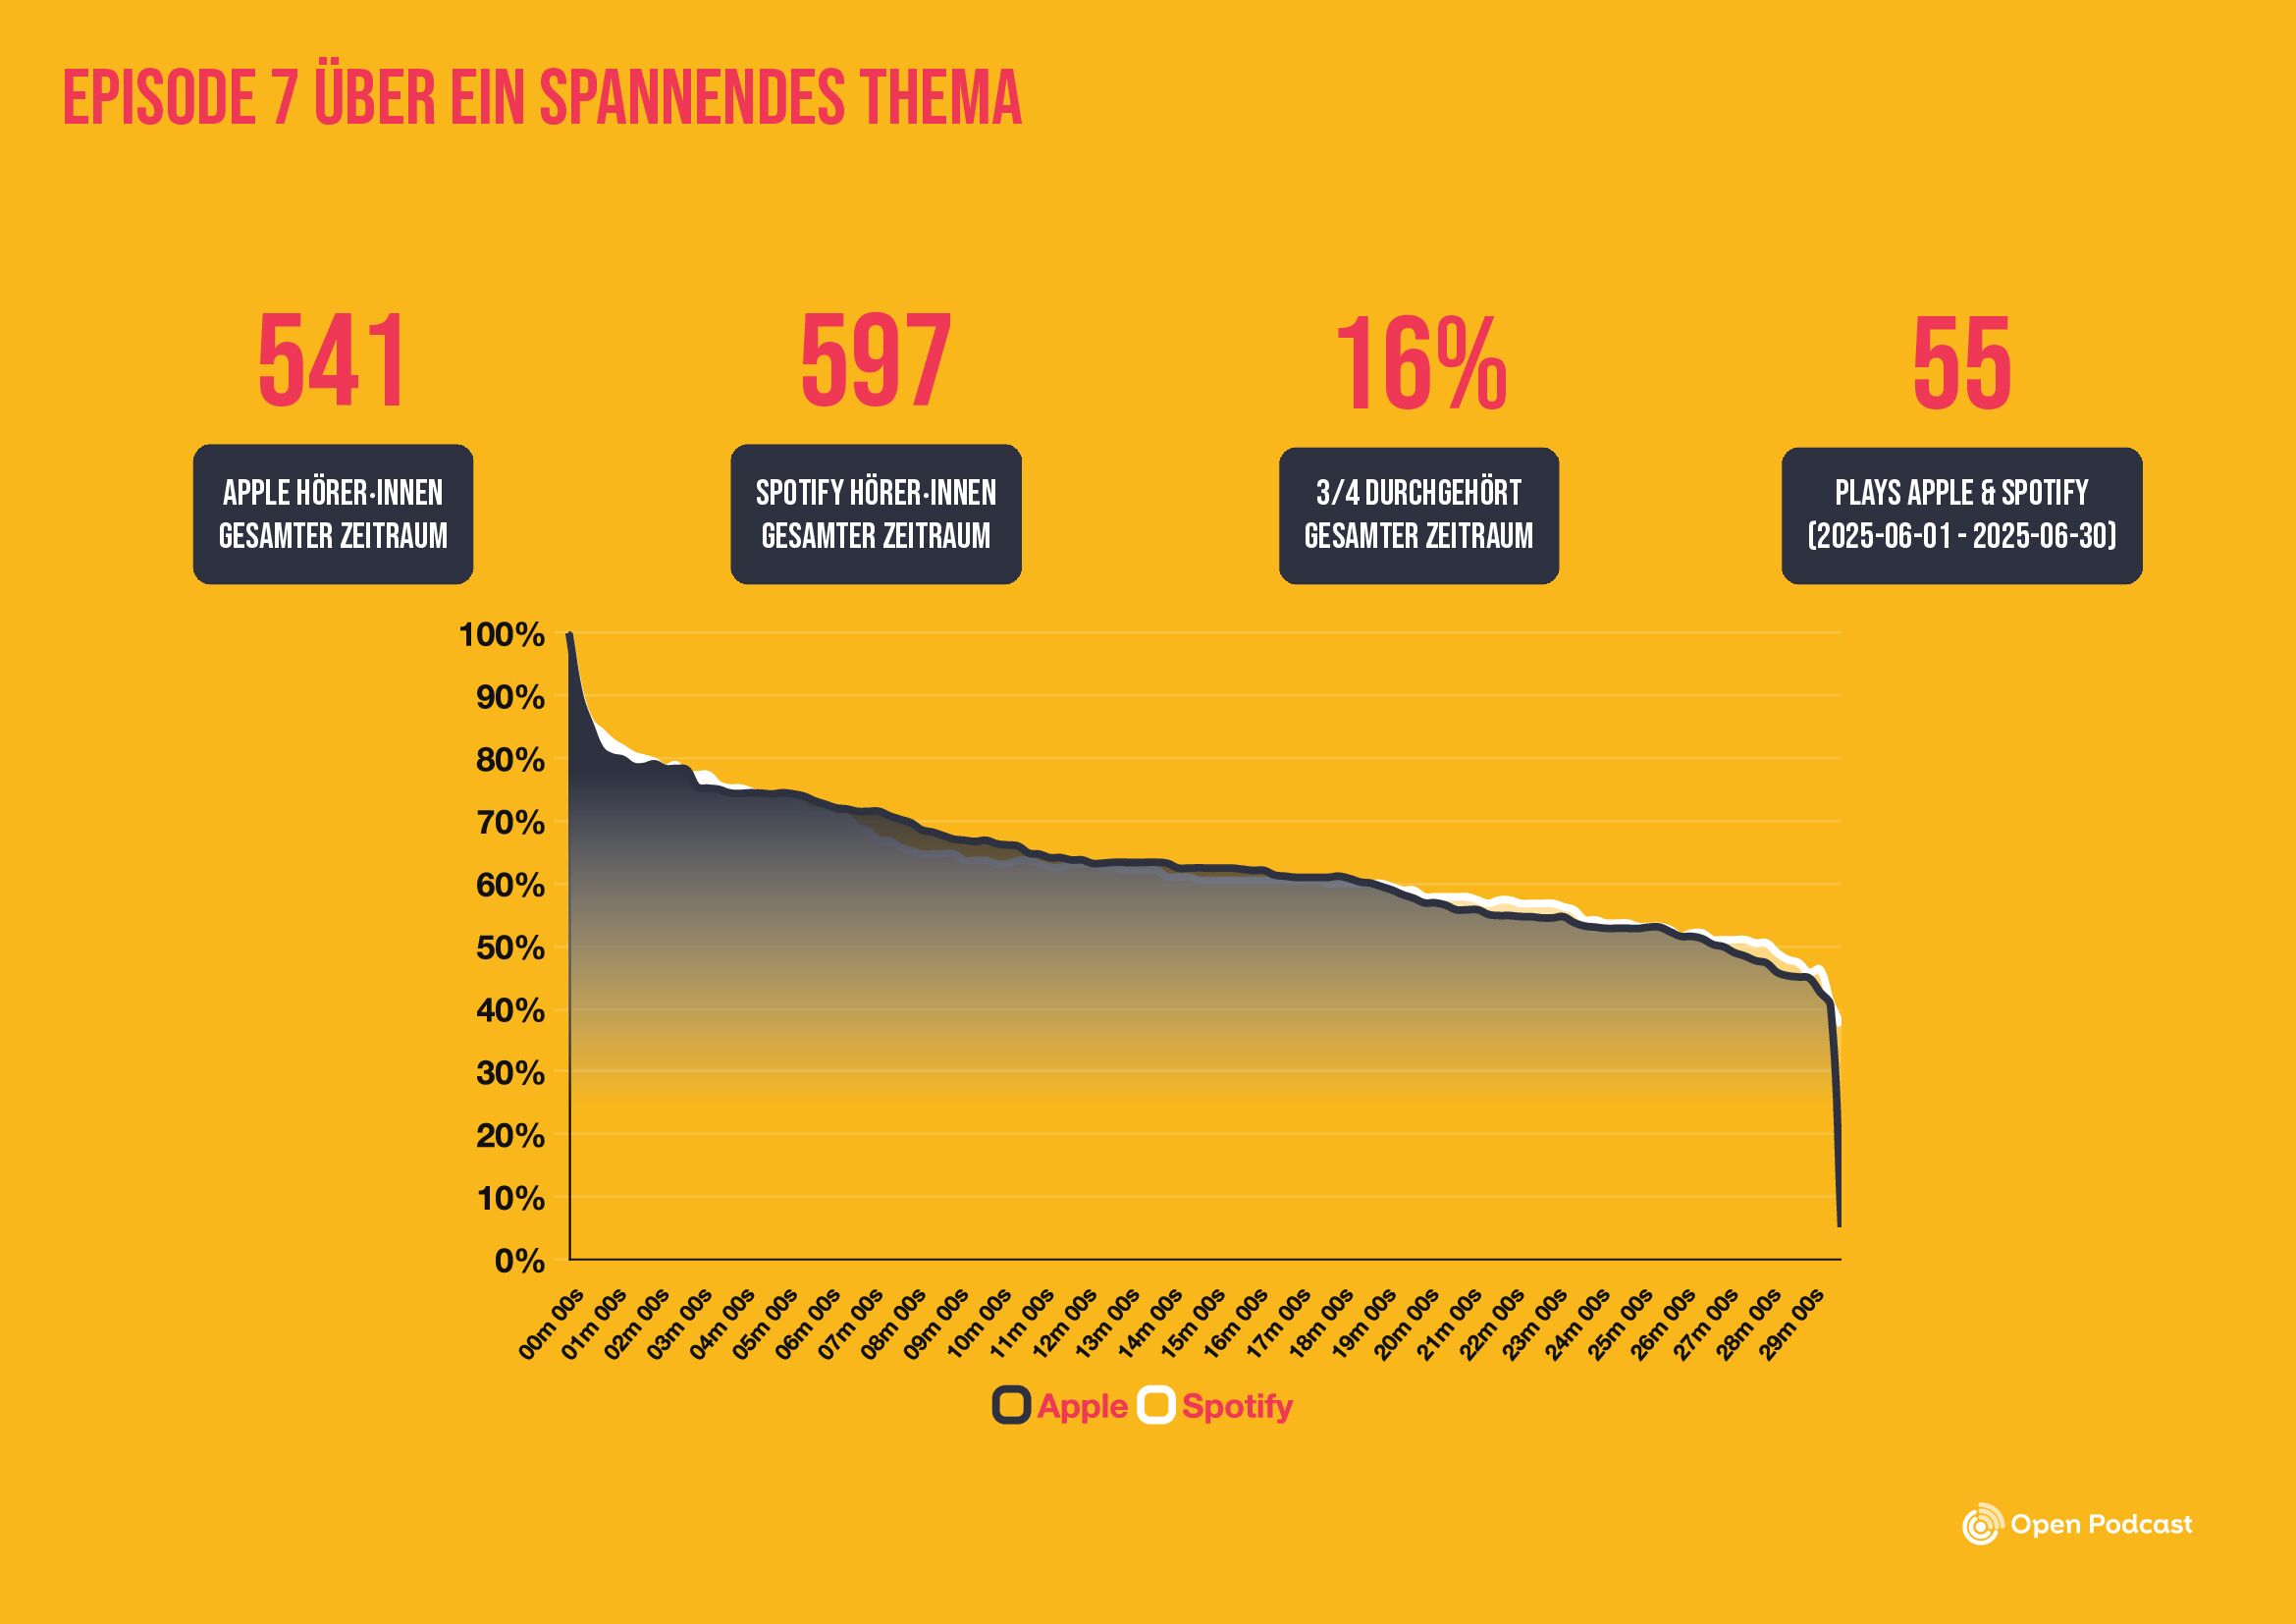 EPISODE 7 ÜBER EIN SPANNENDES THEMA
541
APPLE HÖRER·INNEN
GESAMTER ZEITRAUM
597
SPOTIFY HÖRER·INNEN
GESAMTER ZEITRAUM
16%
3/4 DURCHGEHÖRT
GESAMTER ZEITRAUM
55
PLAYS APPLE & SPOTIFY
(2025-06-01 - 2025-06-30)
100%
90%
80%
70%
60%
50%
40%
30%
20%
10%
0%
00m 00s
01m 00s
02m 00s
03m 00s
04m 00s
05m 00s
06m 00s
07m 00s
08m 00s
09m 00s
10m 00s
11m 00s
12m 00s
13m 00s
14m 00s
15m 00s
16m 00s
17m 00s
18m 00s
19m 00s
20m 00s
21m 00s
22m 00s
23m 00s
24m 00s
25m 00s
26m 00s
27m 00s
28m 00s
29m 00s
Apple Spotify
Open Podcast